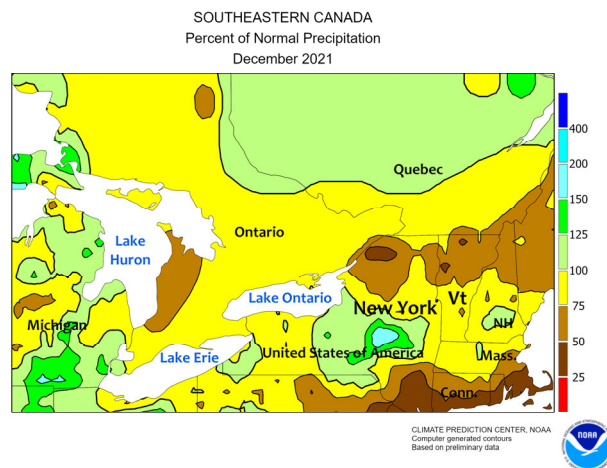 SOUTHEASTERN CANADA
Percent of Normal Precipitation
December 2021
Quebec
Ontario
Lake
Huron
Lake Ontario
New York
Vt
NH
Michigan
Lake Erie
United States of America
Mass.
Conn.
400
200
150
125
100
75
50
25
CLIMATE PREDICTION CENTER, NOAA
Computer generated contours
Based on preliminary data
NOAA